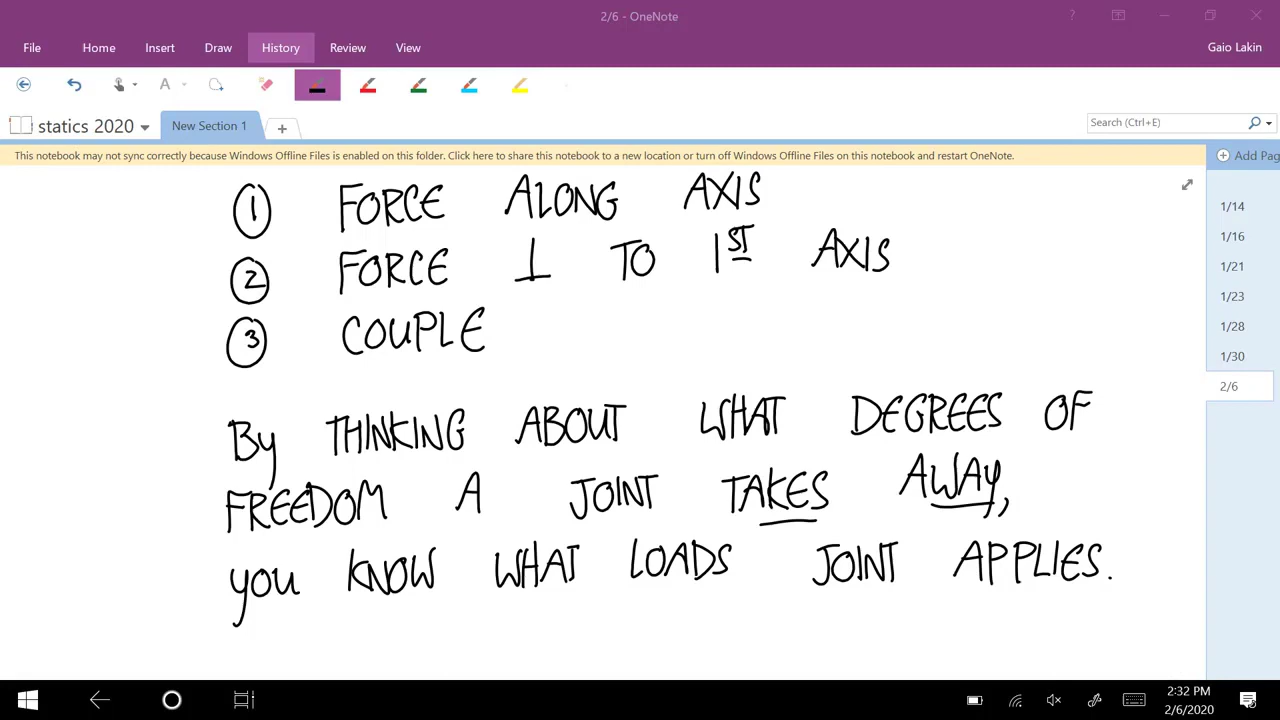 2/6 - OneNote
File Home Insert Draw History Review View Gaio Lakin
statics 2020 New Section 1 Search (Ctrl+E)
This notebook may not sync correctly because Windows Offline Files is enabled on this folder. Click here to share this notebook to a new location or turn off Windows Offline Files on this notebook and restart OneNote.
Add Pag
1/14
1/16
1/21
1/23
1/28
1/30
2/6
① FORCE ALONG AXIS
② FORCE ⊥ TO 1ST AXIS
③ COUPLE
By THINKING ABOUT WHAT DEGREES OF
FREEDOM A JOINT TAKES AWAY,
you KNOW WHAT LOADS JOINT APPLIES.
2:32 PM
2/6/2020